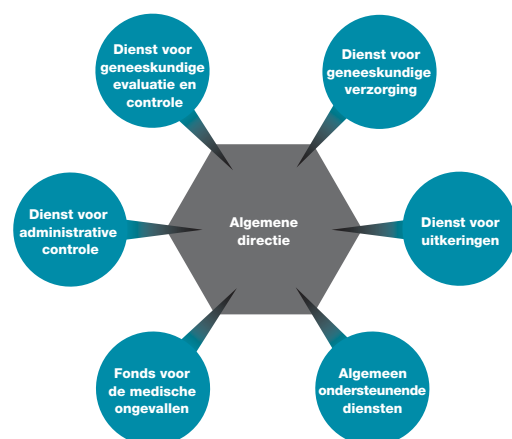 Dienst voor
geneeskundige
evaluatie en
controle
Dienst voor
geneeskundige
verzorging
Dienst voor
administrative
controle
Algemene
directie
Dienst voor
uitkeringen
Fonds voor
de medische
ongevallen
Algemeen
ondersteunende
diensten